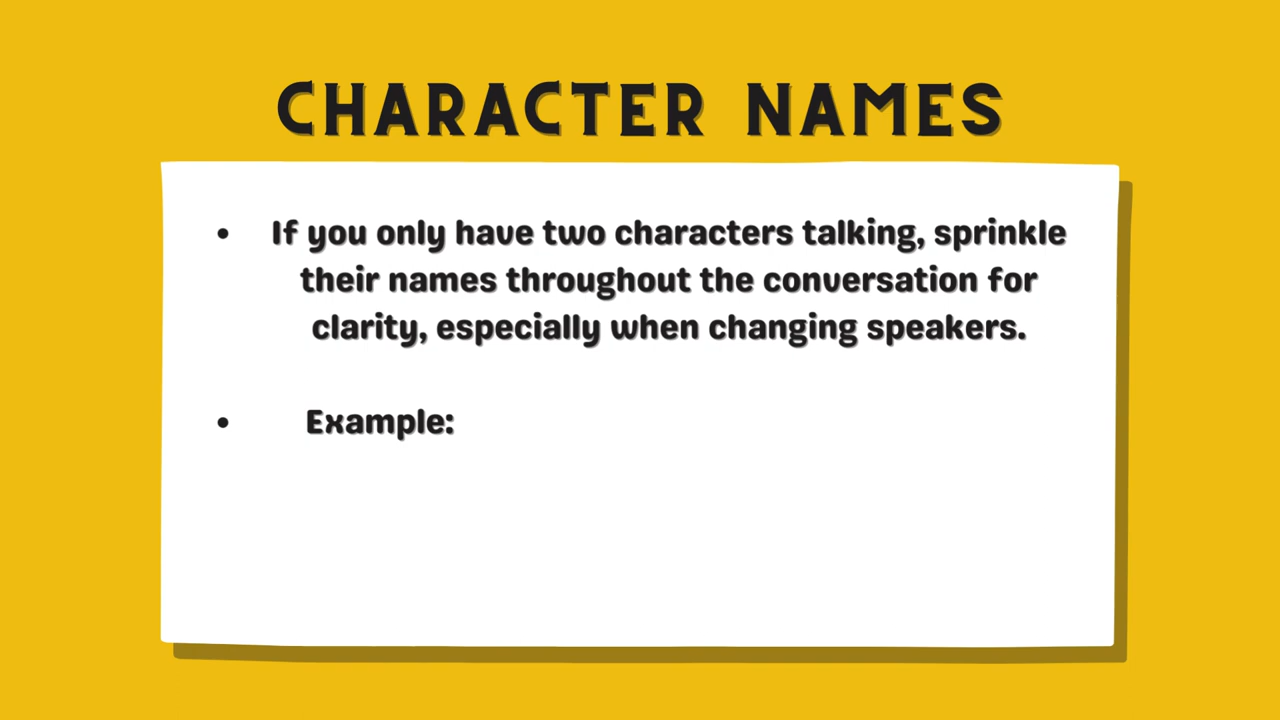 CHARACTER NAMES
• If you only have two characters talking, sprinkle
their names throughout the conversation for
clarity, especially when changing speakers.
• Example: